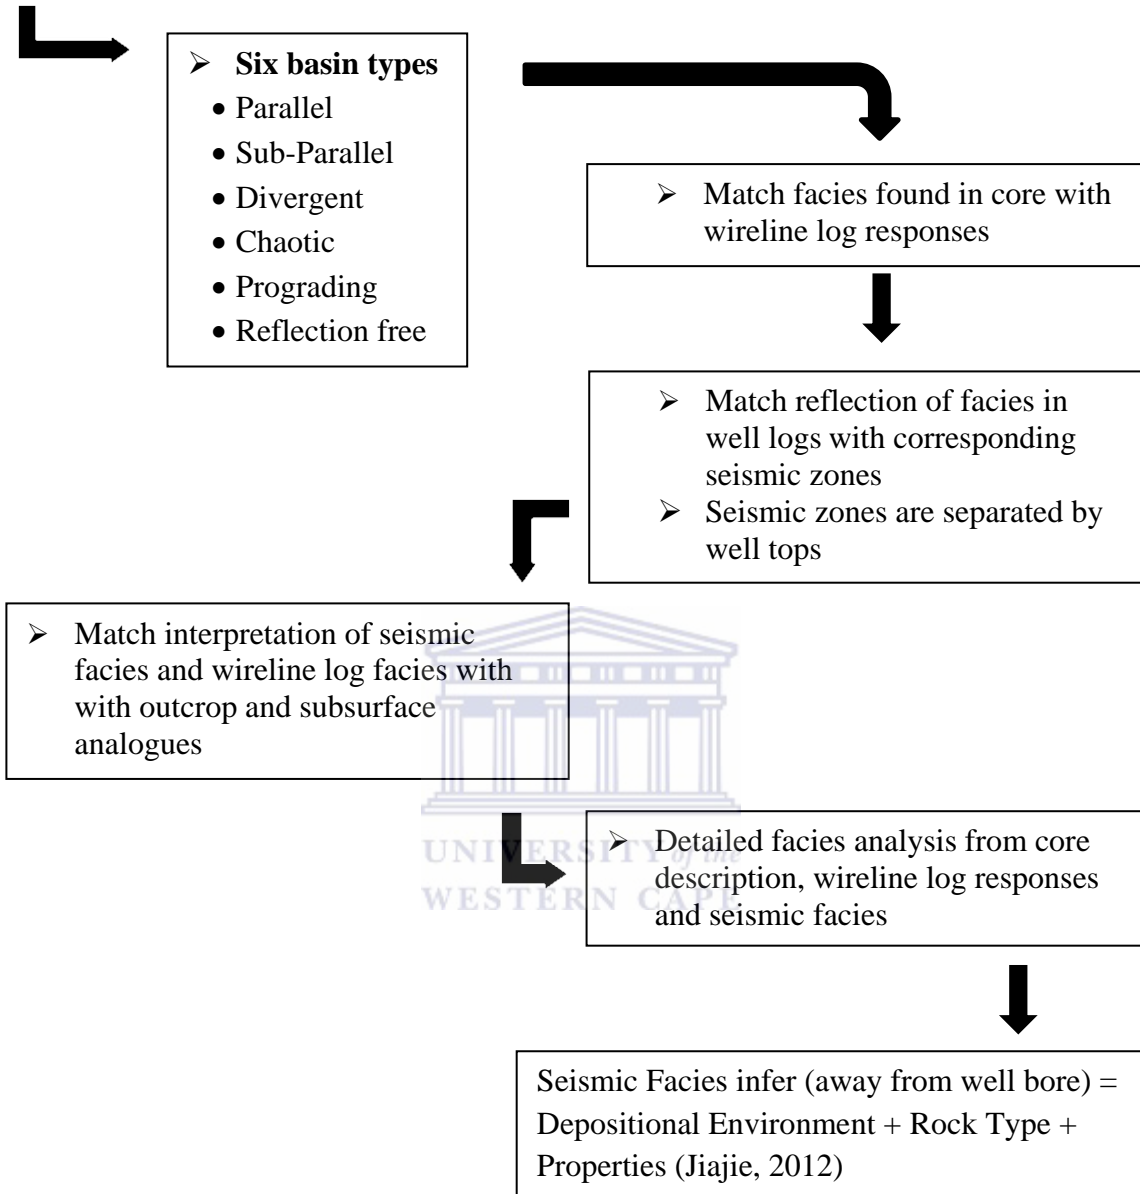 ➢ Six basin types
• Parallel
• Sub-Parallel
• Divergent
• Chaotic
• Prograding
• Reflection free
➢ Match facies found in core with
wireline log responses
➢ Match reflection of facies in
well logs with corresponding
seismic zones
➢ Seismic zones are separated by
well tops
➢ Match interpretation of seismic
facies and wireline log facies with
with outcrop and subsurface
analogues
UNIVERSITY of the
WESTERN CAPE
➢ Detailed facies analysis from core
description, wireline log responses
and seismic facies
Seismic Facies infer (away from well bore) =
Depositional Environment + Rock Type +
Properties (Jiajie, 2012)